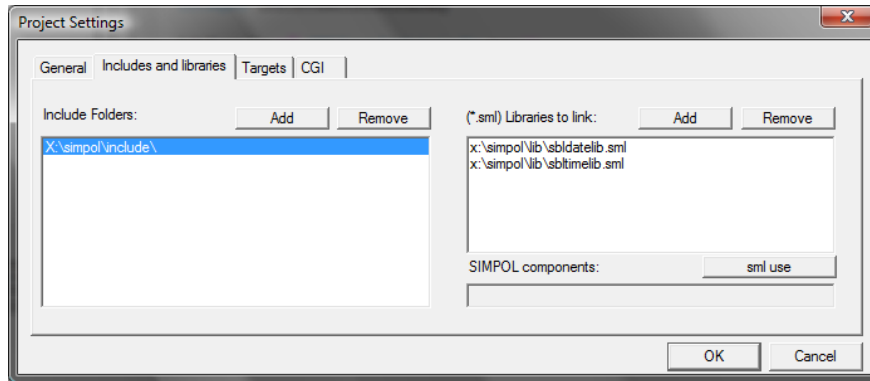 Project Settings
General Includes and libraries Targets CGI
Include Folders: Add Remove
X:\simpol\include\
(*.sml) Libraries to link: Add Remove
x:\simpol\lib\sbldatelib.sml
x:\simpol\lib\sbltimelib.sml
SIMPOL components: sml use
OK Cancel